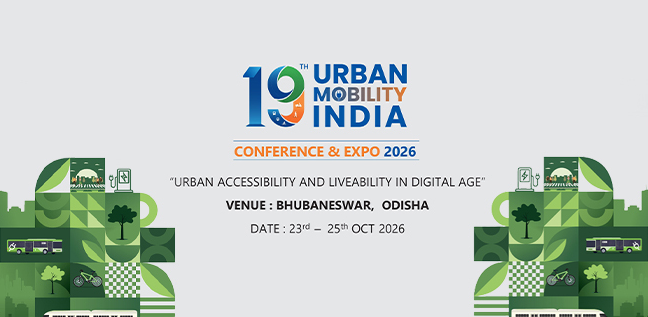 19TH URBAN
MOBILITY
INDIA
CONFERENCE & EXPO 2026
“URBAN ACCESSIBILITY AND LIVEABILITY IN DIGITAL AGE”
VENUE : BHUBANESWAR, ODISHA
DATE : 23rd – 25th OCT 2026